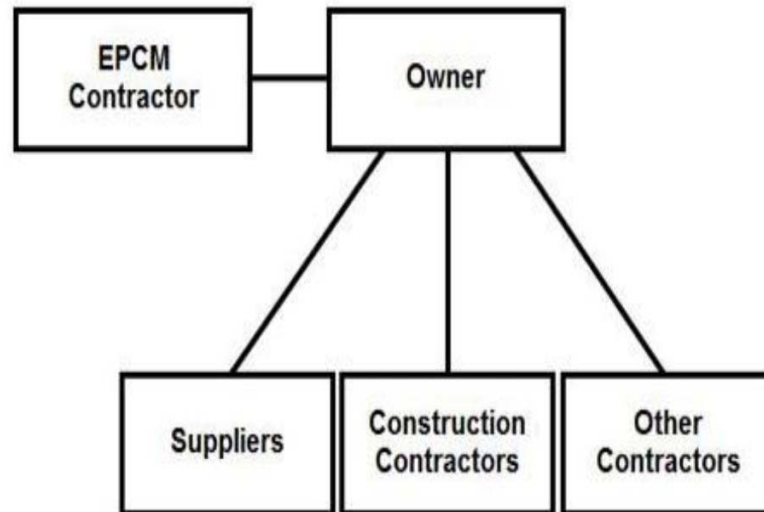 EPCM
Contractor
Owner
Suppliers
Construction
Contractors
Other
Contractors